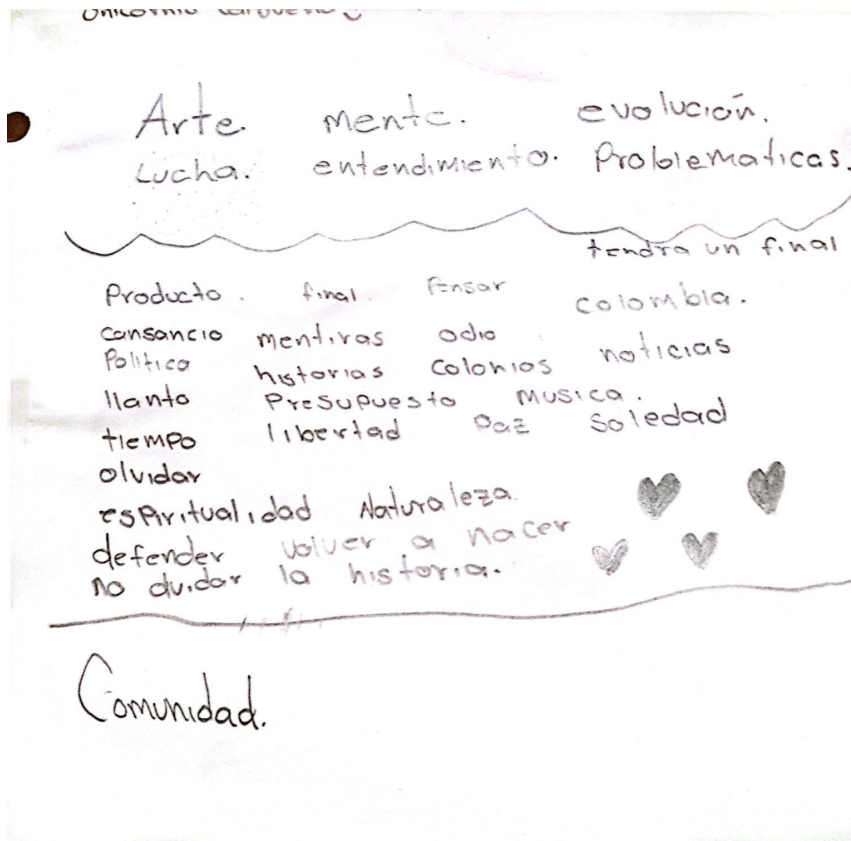 Arte. mente. evolución.
Lucha. entendimiento. Problematicas.
tendra un final
Producto. final. Pensar colombia.
cansancio mentiras odio
Politica historias Colonios noticias
llanto Presupuesto musica.
tiempo libertad Paz Soledad
olvidar
espiritualidad Naturaleza.
defender volver a nacer
no olvidar la historia.
Comunidad.